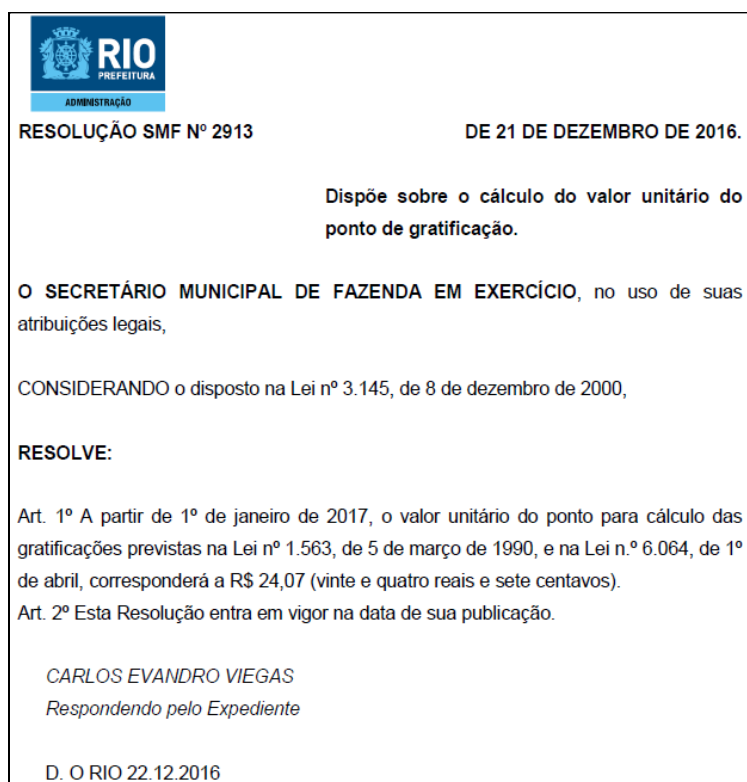 RIO
PREFEITURA
ADMINISTRAÇÃO
RESOLUÇÃO SMF Nº 2913 DE 21 DE DEZEMBRO DE 2016.
Dispõe sobre o cálculo do valor unitário do
ponto de gratificação.
O SECRETÁRIO MUNICIPAL DE FAZENDA EM EXERCÍCIO, no uso de suas
atribuições legais,
CONSIDERANDO o disposto na Lei nº 3.145, de 8 de dezembro de 2000,
RESOLVE:
Art. 1º A partir de 1º de janeiro de 2017, o valor unitário do ponto para cálculo das
gratificações previstas na Lei nº 1.563, de 5 de março de 1990, e na Lei n.º 6.064, de 1º
de abril, corresponderá a R$ 24,07 (vinte e quatro reais e sete centavos).
Art. 2º Esta Resolução entra em vigor na data de sua publicação.
CARLOS EVANDRO VIEGAS
Respondendo pelo Expediente
D. O RIO 22.12.2016